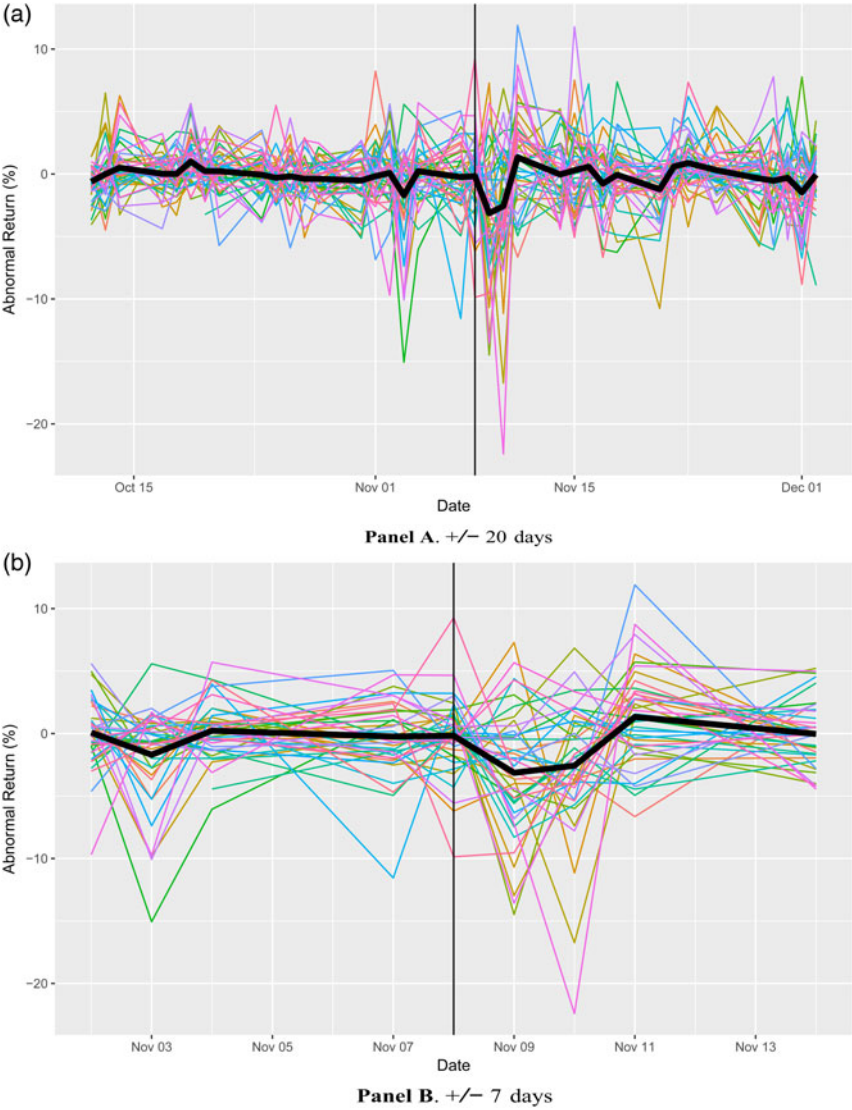 (a)
10
0
−10
−20
Abnormal Return (%)
Oct 15
Nov 01
Nov 15
Dec 01
Date
Panel A. +/− 20 days
(b)
10
0
−10
−20
Abnormal Return (%)
Nov 03
Nov 05
Nov 07
Nov 09
Nov 11
Nov 13
Date
Panel B. +/− 7 days